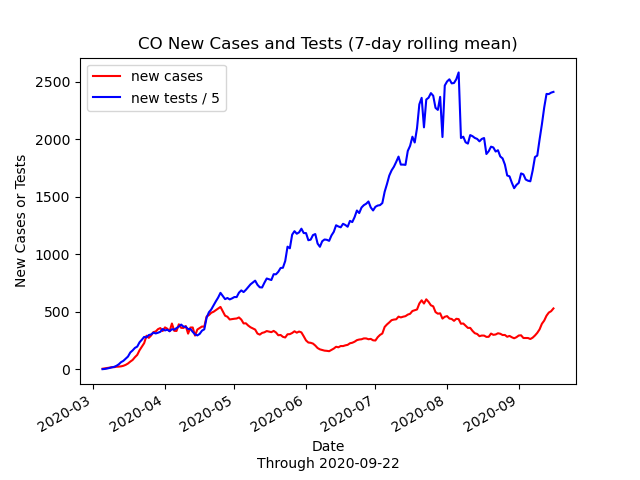 CO New Cases and Tests (7-day rolling mean)
new cases
new tests / 5
New Cases or Tests
2500
2000
1500
1000
500
0
2020-03
2020-04
2020-05
2020-06
2020-07
2020-08
2020-09
Date
Through 2020-09-22